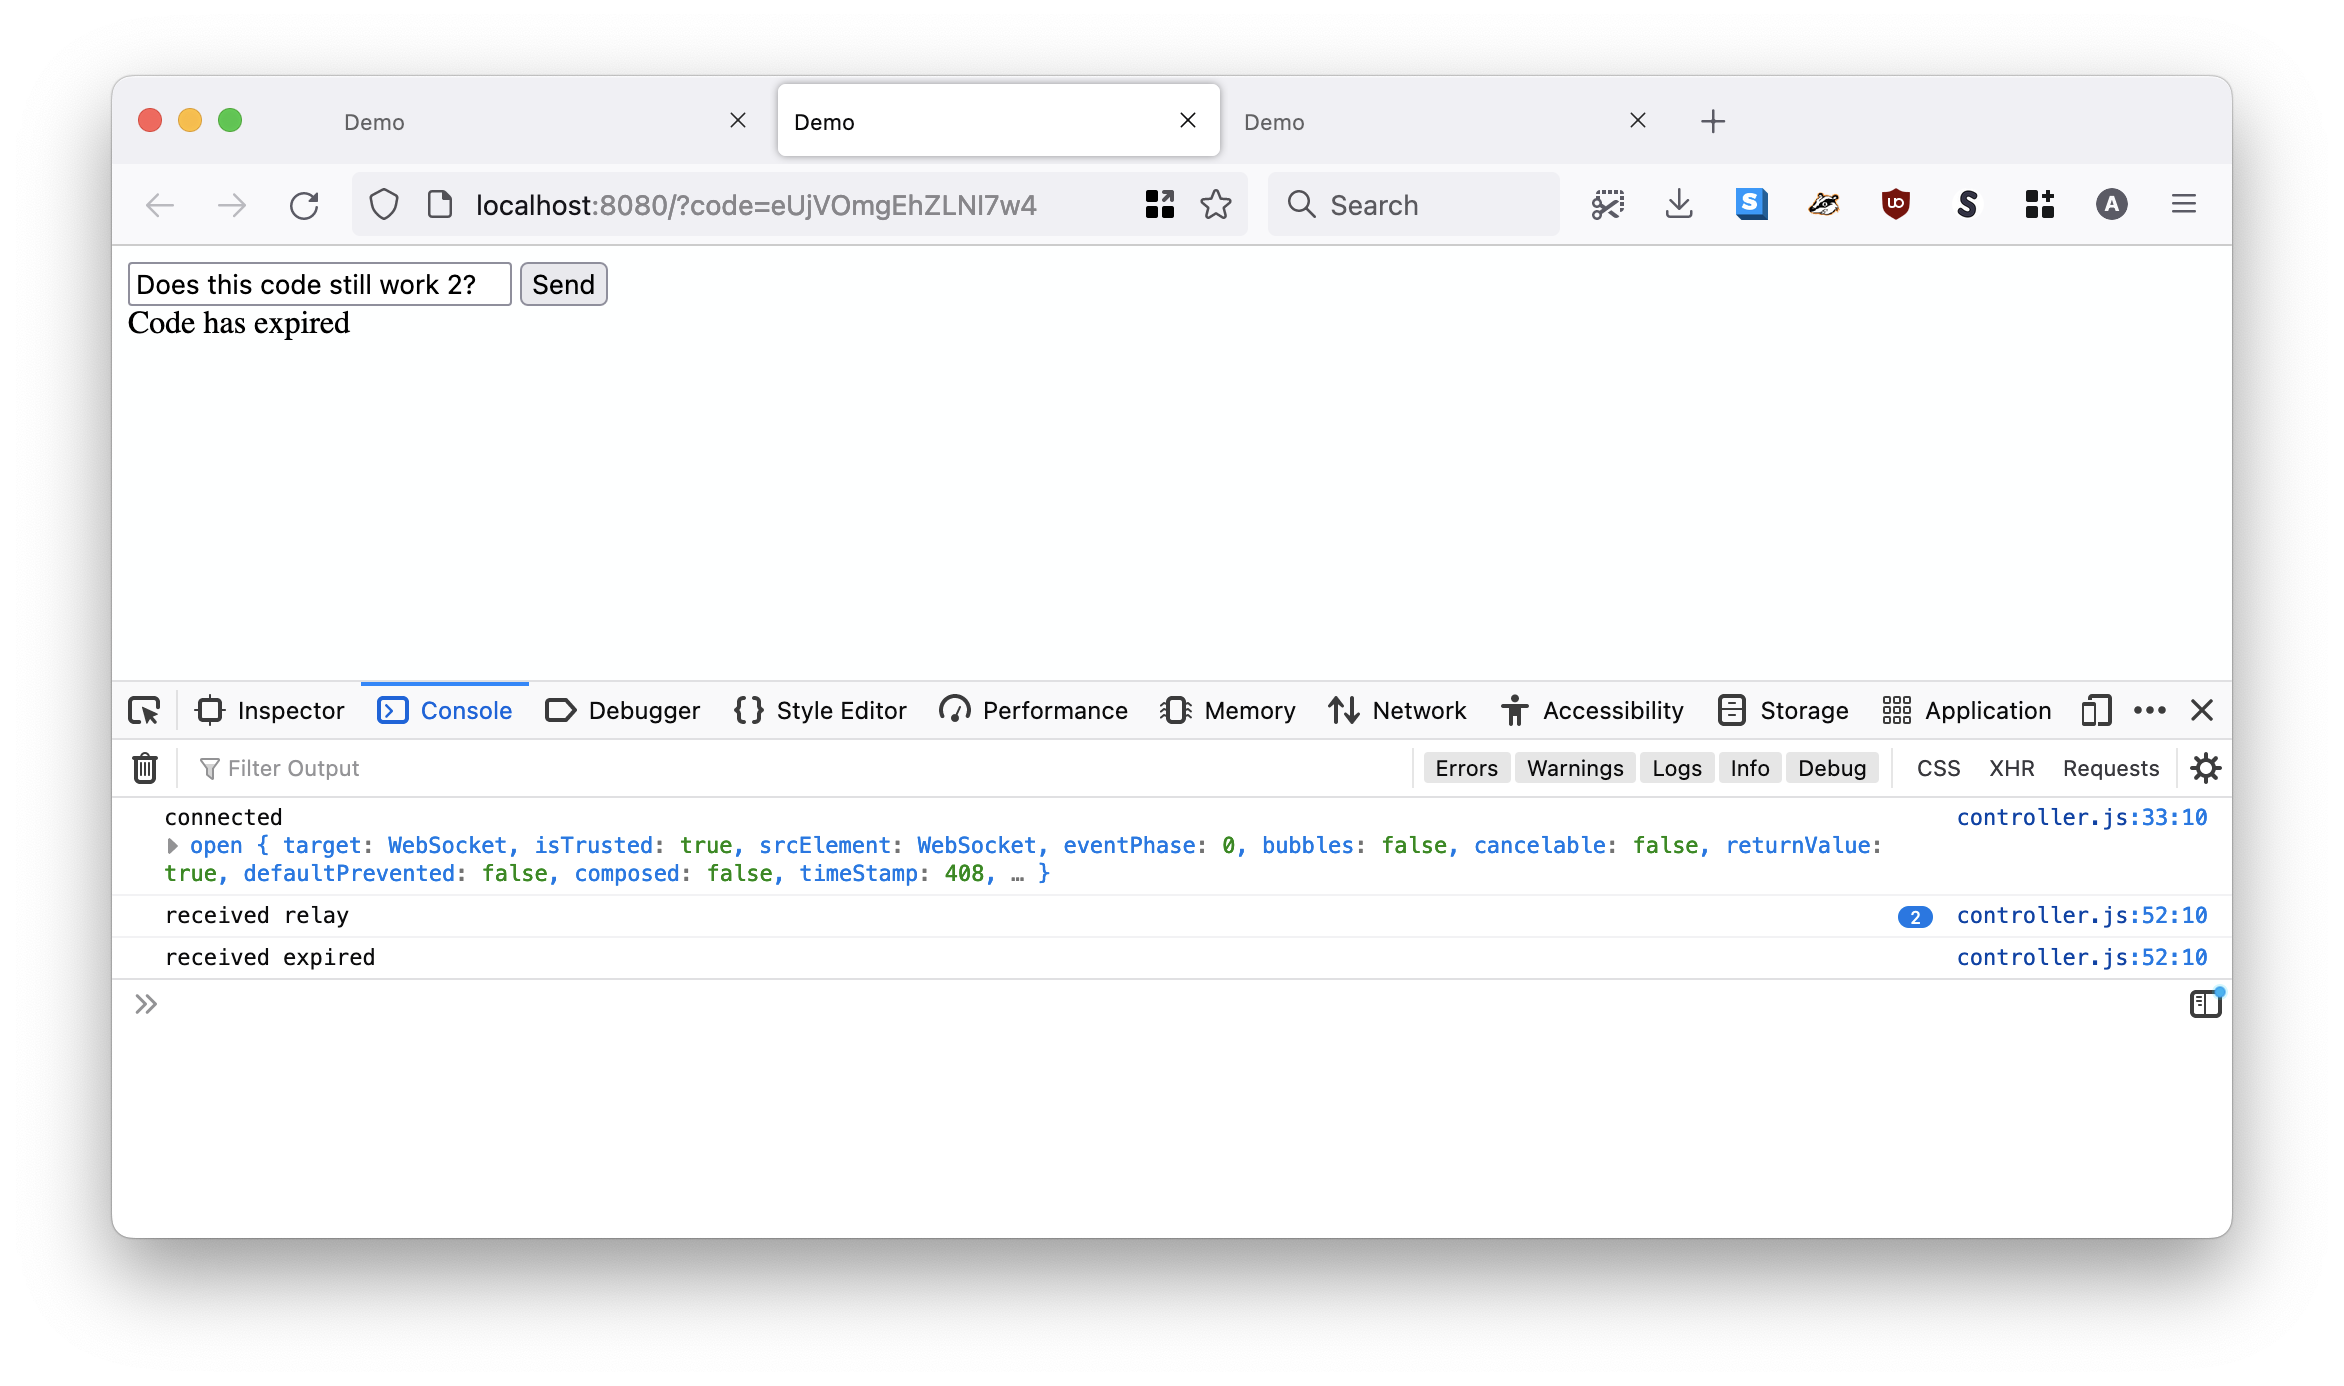 Demo Demo Demo
localhost:8080/?code=eUjVOmgEhZLNI7w4 Search S UO S A
Does this code still work 2? Send
Code has expired
Inspector Console Debugger {} Style Editor Performance Memory Network Accessibility Storage Application
Filter Output Errors Warnings Logs Info Debug CSS XHR Requests
connected controller.js:33:10
open { target: WebSocket, isTrusted: true, srcElement: WebSocket, eventPhase: 0, bubbles: false, cancelable: false, returnValue:
true, defaultPrevented: false, composed: false, timeStamp: 408, … }
received relay 2 controller.js:52:10
received expired controller.js:52:10